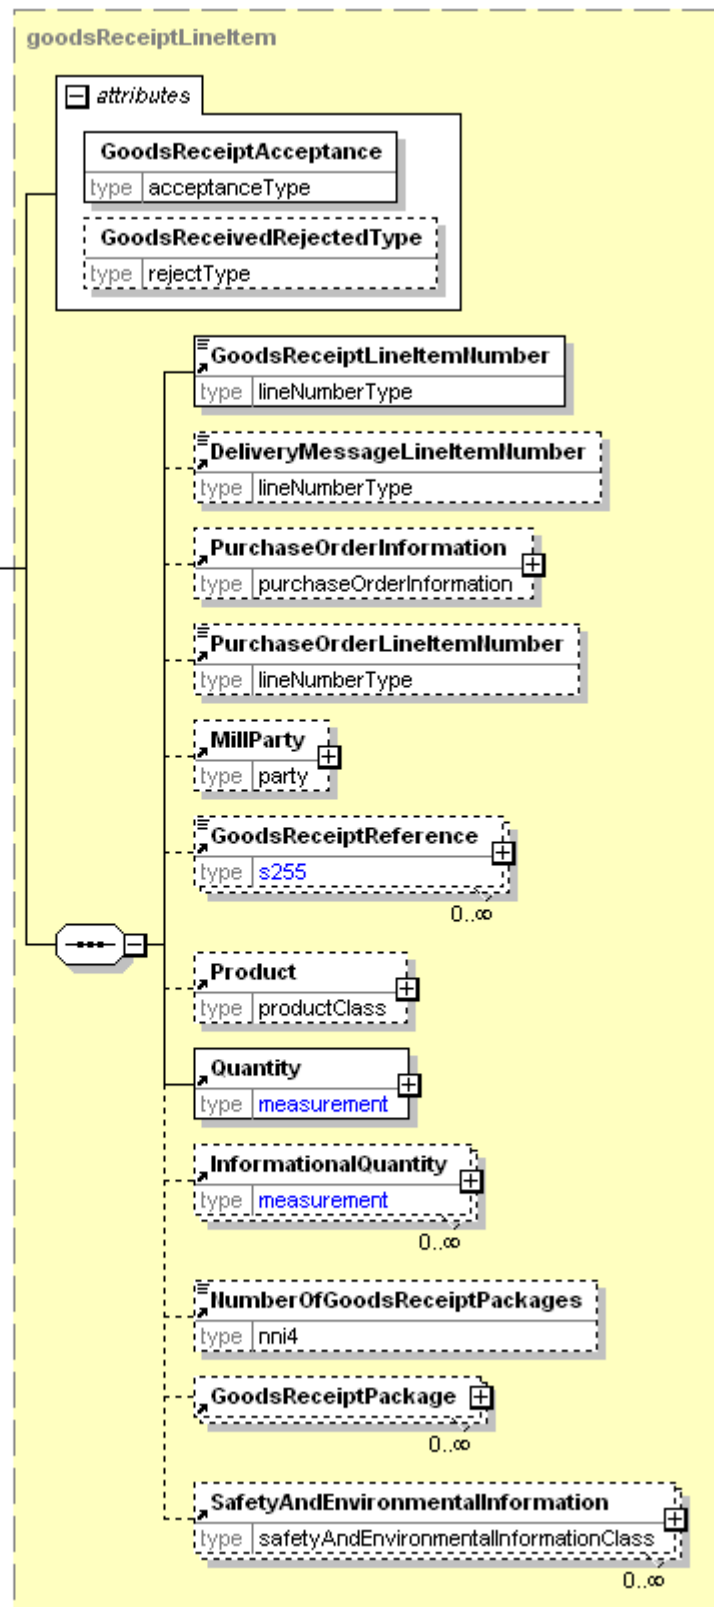 goodsReceiptLineItem
attributes
GoodsReceiptAcceptance
type acceptanceType
GoodsReceivedRejectedType
type rejectType
GoodsReceiptLineItemNumber
type lineNumberType
DeliveryMessageLineItemNumber
type lineNumberType
PurchaseOrderInformation
type purchaseOrderInformation
PurchaseOrderLineItemNumber
type lineNumberType
MillParty
type party
GoodsReceiptReference
type s255
0..∞
Product
type productClass
Quantity
type measurement
InformationalQuantity
type measurement
0..∞
NumberOfGoodsReceiptPackages
type nni4
GoodsReceiptPackage
0..∞
SafetyAndEnvironmentalInformation
type safetyAndEnvironmentalInformationClass
0..∞